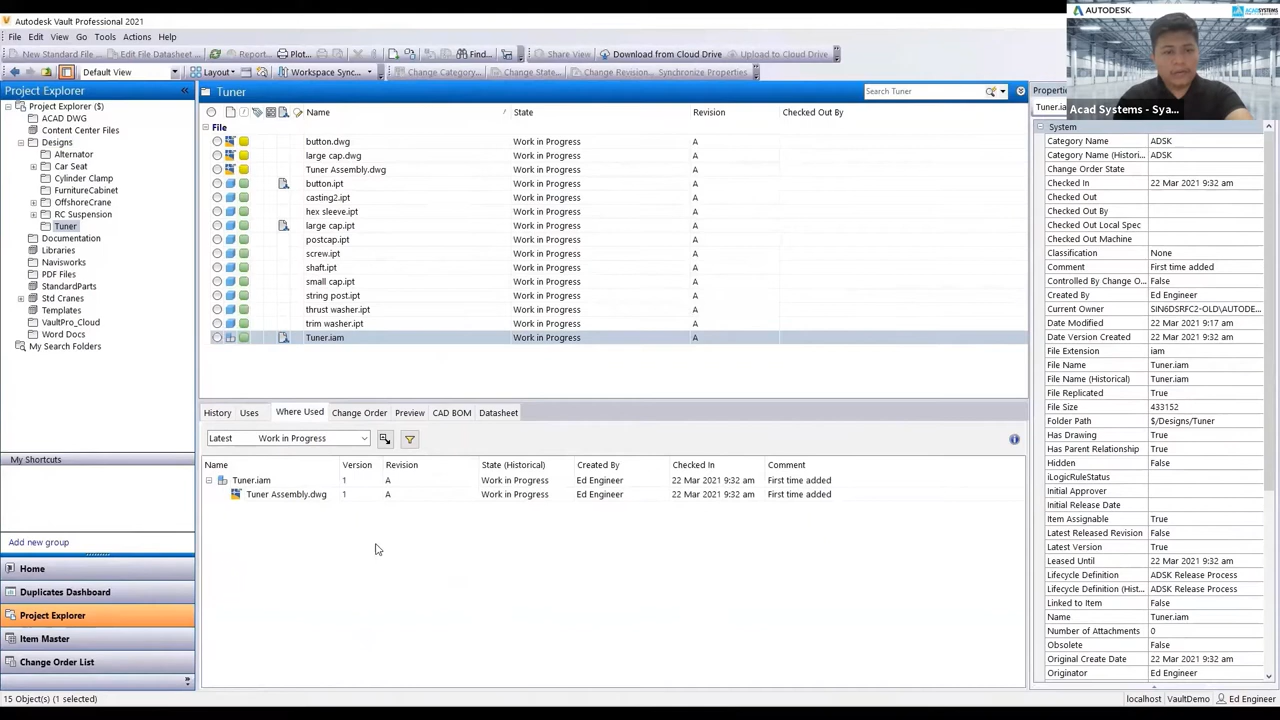 Autodesk Vault Professional 2021
AUTODESK
ACADSYSTEMS
File Edit View Go Tools Actions Help
New Standard File... Edit File Datasheet... Report... Plot... Find... Share View Download from Cloud Drive Upload to Cloud Drive
Default View Layout Workspace Sync... Change Category... Change State... Change Revision... Synchronize Properties
Acad Systems - Sya...
Project Explorer
Project Explorer ($)
ACAD DWG
Content Center Files
Designs
Alternator
Car Seat
Cylinder Clamp
FurnitureCabinet
OffshoreCrane
RC Suspension
Tuner
Documentation
Libraries
Navisworks
PDF Files
StandardParts
Std Cranes
Templates
VaultPro_Cloud
Word Docs
My Search Folders
My Shortcuts
Add new group
Home
Duplicates Dashboard
Project Explorer
Item Master
Change Order List
Tuner Search Tuner
Name State Revision Checked Out By
File
button.dwg Work in Progress A
large cap.dwg Work in Progress A
Tuner Assembly.dwg Work in Progress A
button.ipt Work in Progress A
casting2.ipt Work in Progress A
hex sleeve.ipt Work in Progress A
large cap.ipt Work in Progress A
postcap.ipt Work in Progress A
screw.ipt Work in Progress A
shaft.ipt Work in Progress A
small cap.ipt Work in Progress A
string post.ipt Work in Progress A
thrust washer.ipt Work in Progress A
trim washer.ipt Work in Progress A
Tuner.iam Work in Progress A
History Uses Where Used Change Order Preview CAD BOM Datasheet
Latest Work in Progress
Name Version Revision State (Historical) Created By Checked In Comment
Tuner.iam 1 A Work in Progress Ed Engineer 22 Mar 2021 9:32 am First time added
Tuner Assembly.dwg 1 A Work in Progress Ed Engineer 22 Mar 2021 9:32 am First time added
System
Category Name ADSK
Category Name (Histori... ADSK
Change Order State
Checked In 22 Mar 2021 9:32 am
Checked Out
Checked Out By
Checked Out Local Spec
Checked Out Machine
Classification None
Comment First time added
Controlled By Change O... False
Created By Ed Engineer
Current Owner SIN6DSRFC2-OLD\AUTODE...
Date Modified 22 Mar 2021 9:17 am
Date Version Created 22 Mar 2021 9:32 am
File Extension iam
File Name Tuner.iam
File Name (Historical) Tuner.iam
File Replicated True
File Size 433152
Folder Path $/Designs/Tuner
Has Drawing True
Has Parent Relationship True
Hidden False
iLogicRuleStatus
Initial Approver
Initial Release Date
Item Assignable True
Latest Released Revision False
Latest Version True
Leased Until 22 Mar 2021 9:32 am
Lifecycle Definition ADSK Release Process
Lifecycle Definition (Hist... ADSK Release Process
Linked to Item False
Name Tuner.iam
Number of Attachments 0
Obsolete False
Original Create Date 22 Mar 2021 9:32 am
Originator Ed Engineer
15 Object(s) (1 selected)
localhost VaultDemo Ed Engineer